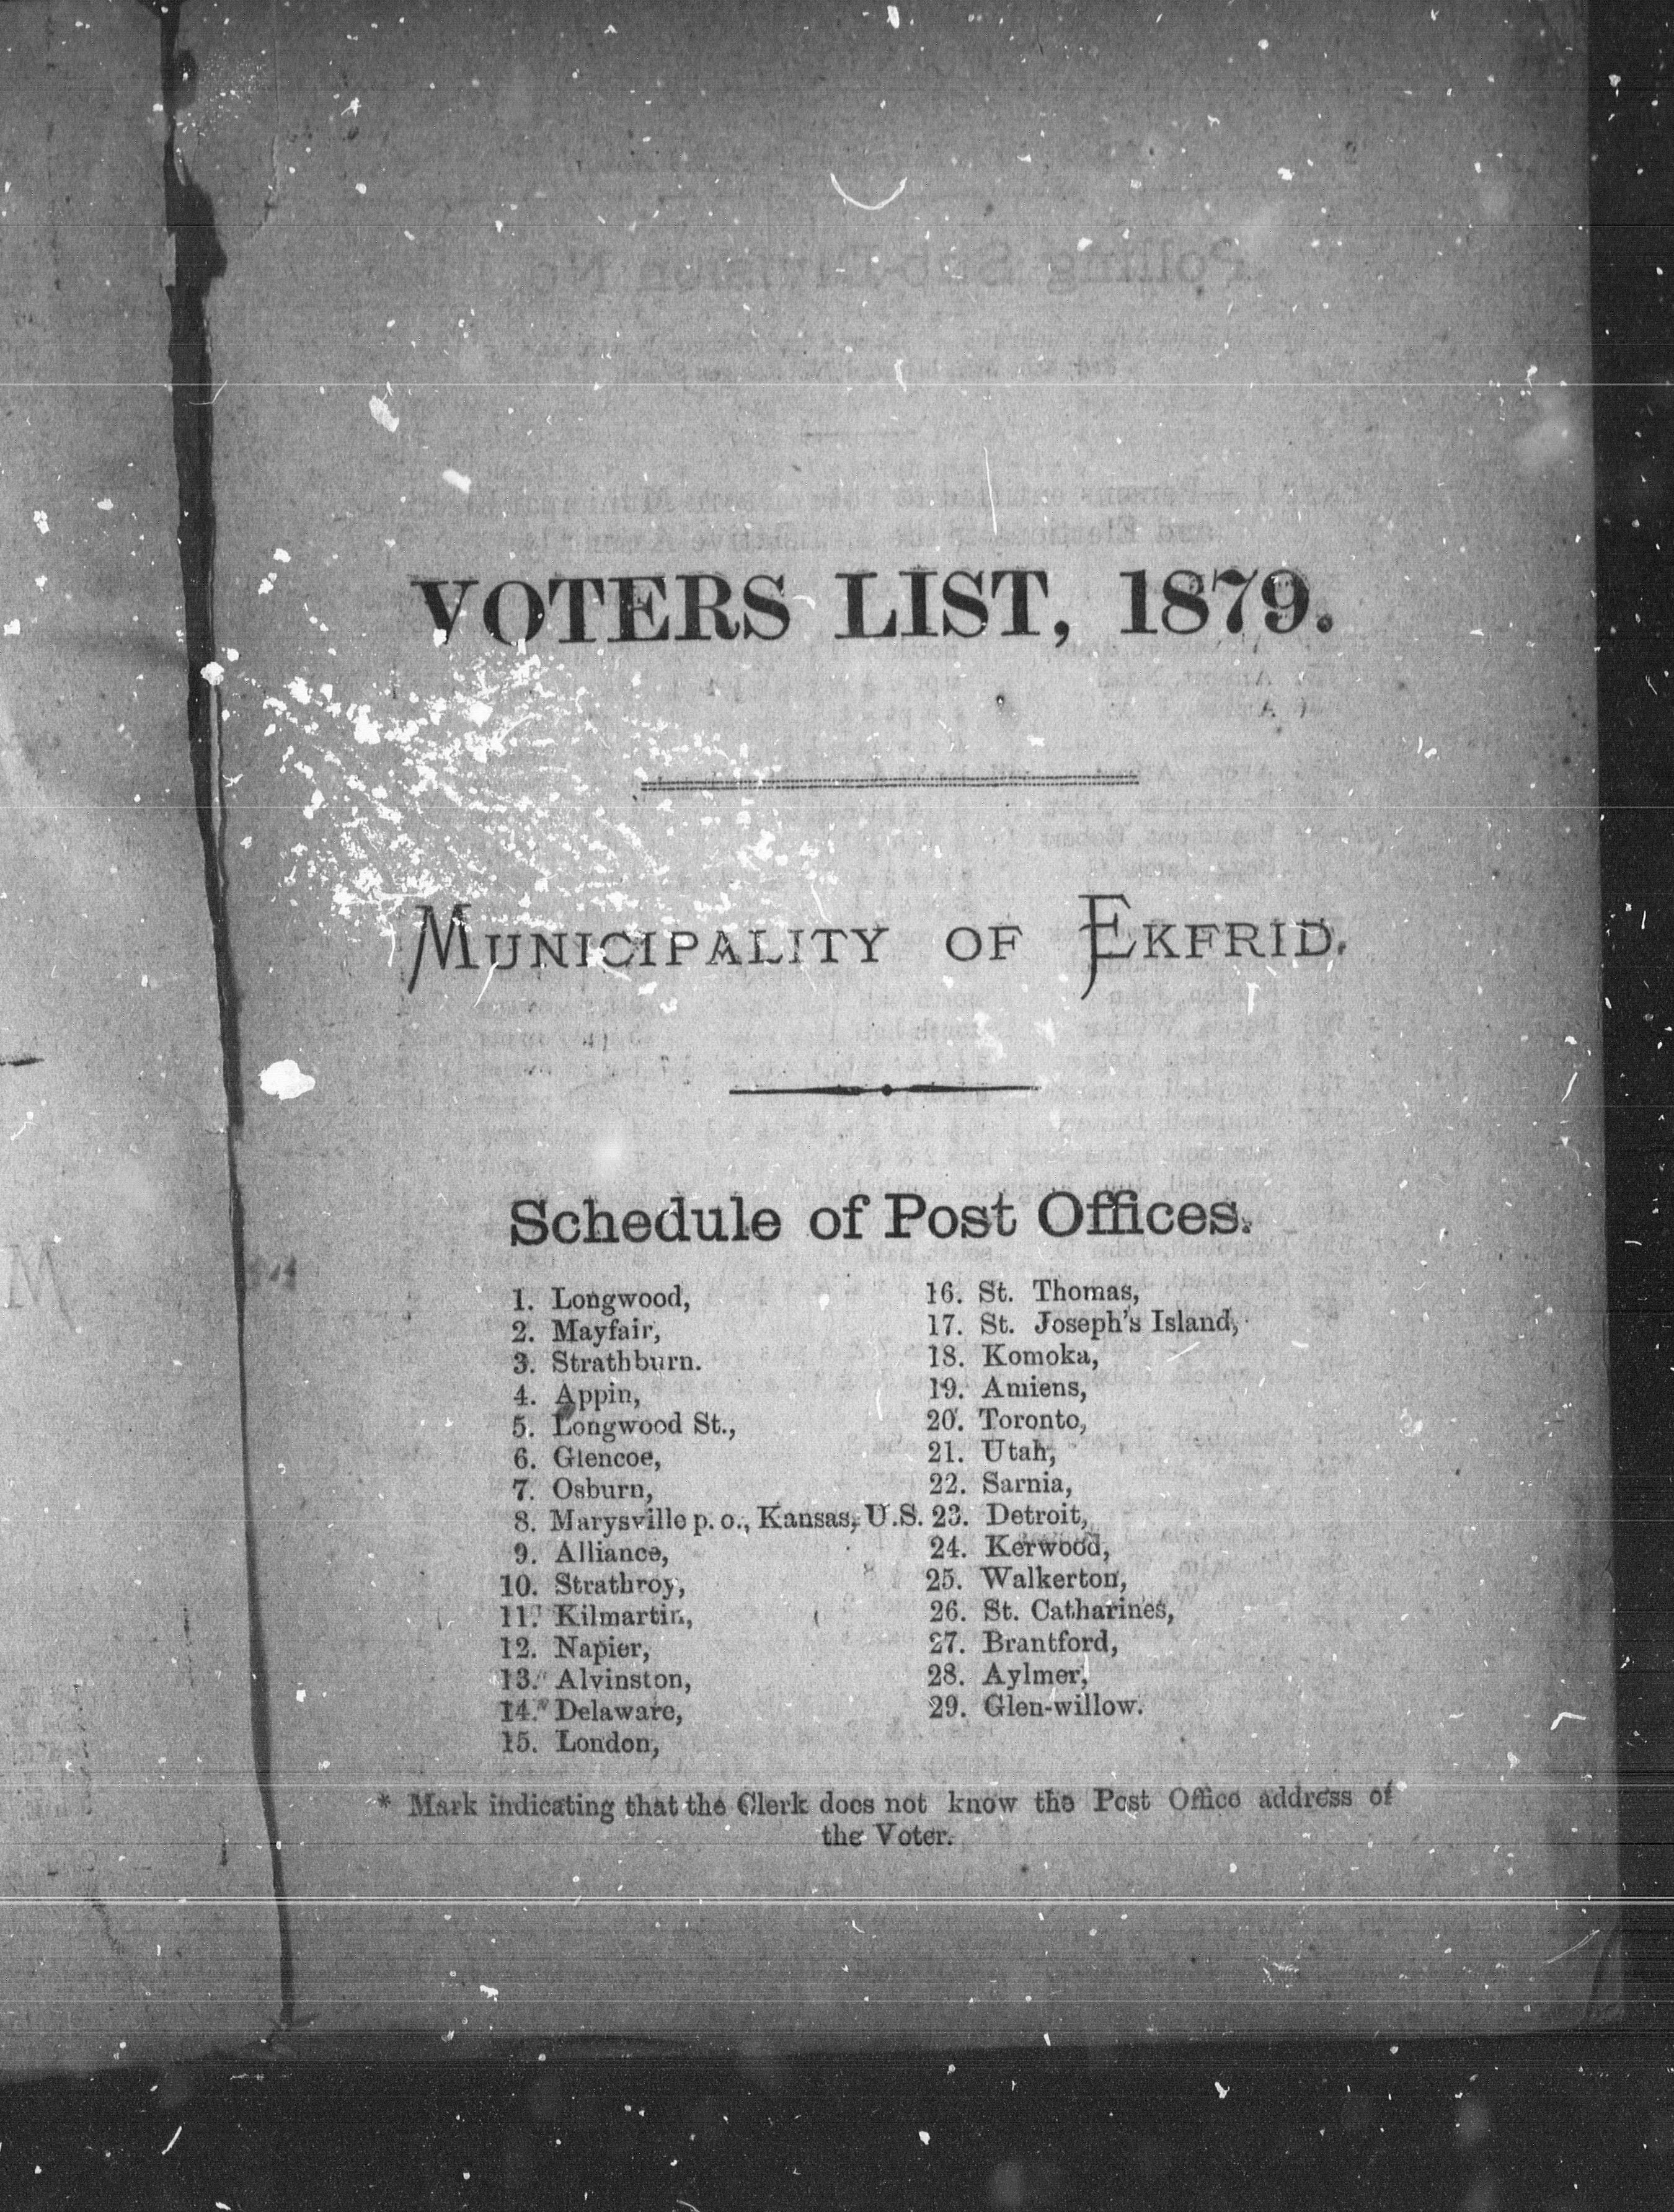 VOTERS LIST, 1879.
MUNICIPALITY OF EKFRID.
Schedule of Post Offices.
1. Longwood,
2. Mayfair,
3. Strathburn.
4. Appin,
5. Longwood St.,
6. Glencoe,
7. Osburn,
8. Marysville p. o., Kansas, U.S.
9. Alliance,
10. Strathroy,
11. Kilmartin,
12. Napier,
13. Alvinston,
14. Delaware,
15. London,
16. St. Thomas,
17. St. Joseph's Island,
18. Komoka,
19. Amiens,
20. Toronto,
21. Utah,
22. Sarnia,
23. Detroit,
24. Kerwood,
25. Walkerton,
26. St. Catharines,
27. Brantford,
28. Aylmer,
29. Glen-willow.
* Mark indicating that the Clerk does not know the Post Office address of
the Voter.